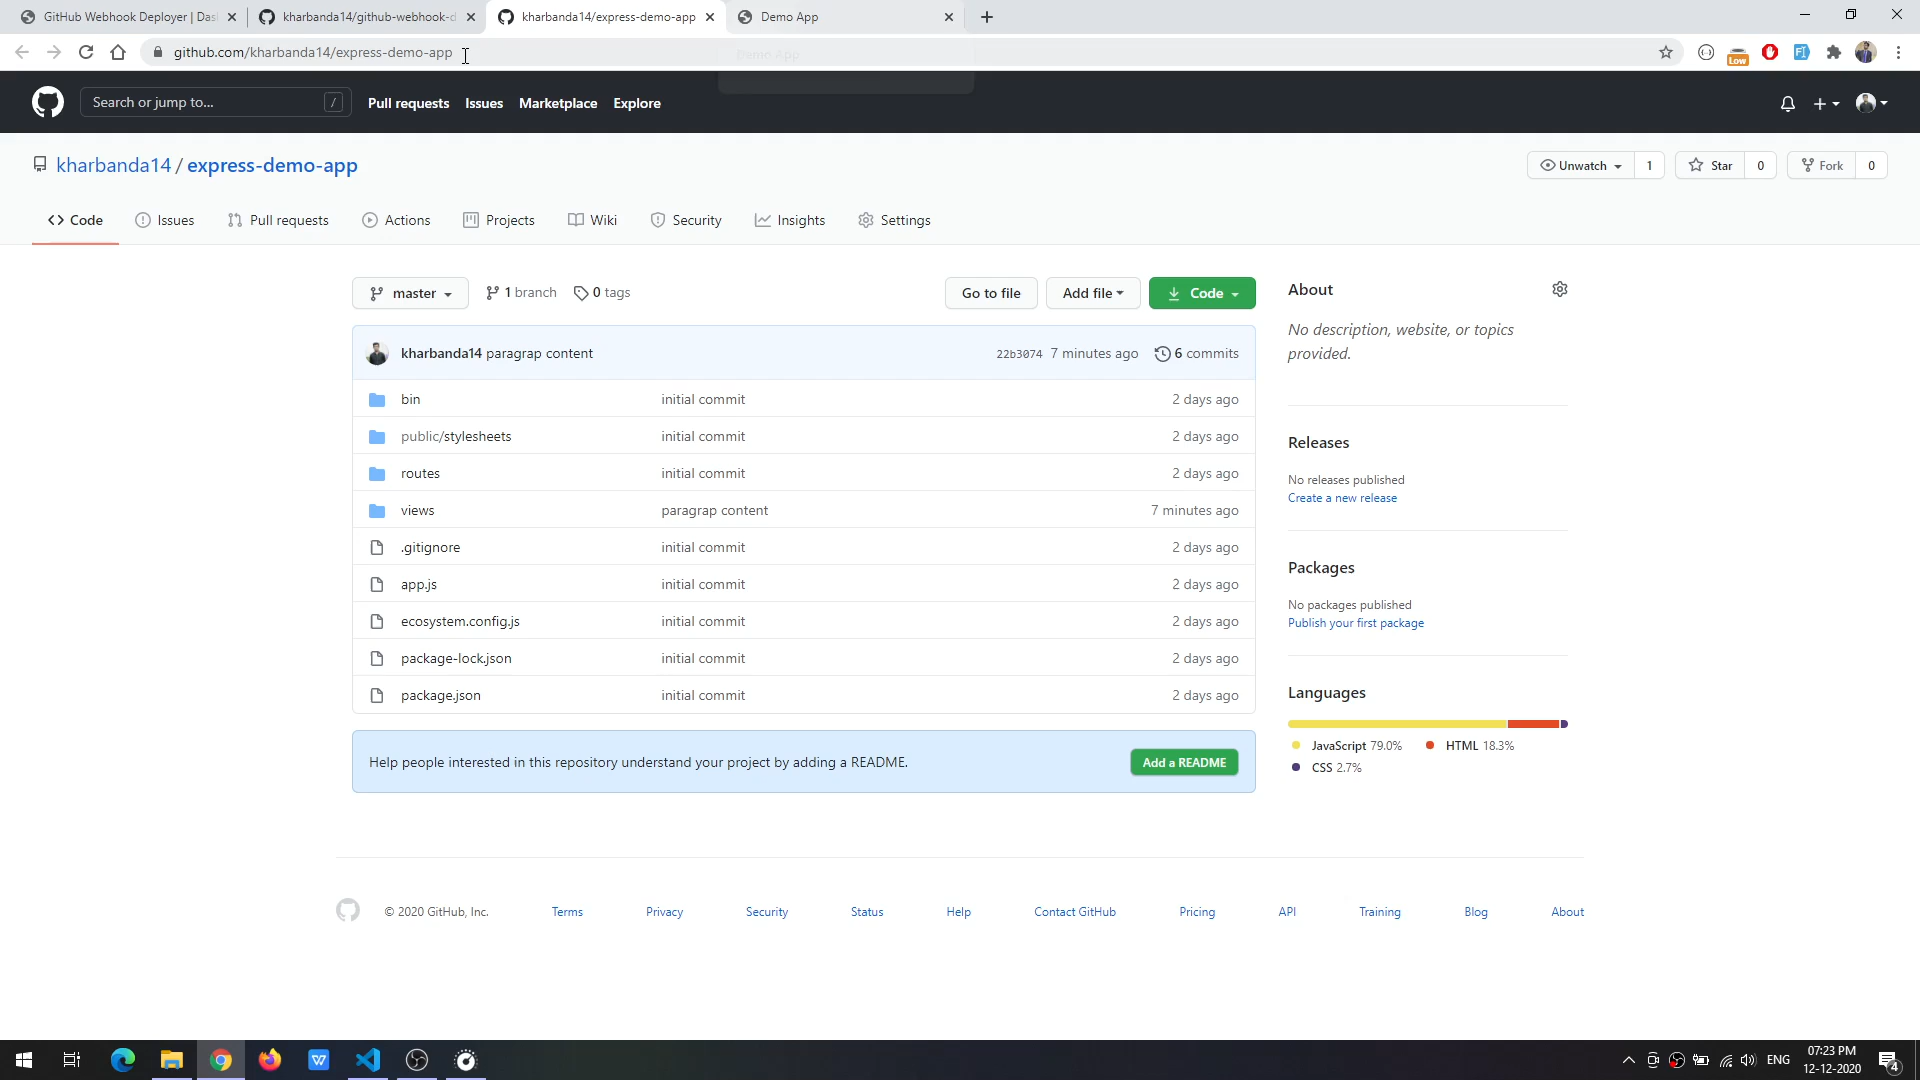 GitHub Webhook Deployer | Das
kharbanda14/github-webhook-d
kharbanda14/express-demo-app
Demo App
github.com/kharbanda14/express-demo-app
Demo App
Low
Search or jump to...
/
Pull requests
Issues
Marketplace
Explore
kharbanda14 / express-demo-app
Unwatch
1
Star
0
Fork
0
Code
Issues
Pull requests
Actions
Projects
Wiki
Security
Insights
Settings
master
1 branch
0 tags
Go to file
Add file
Code
kharbanda14 paragrap content
22b3074 7 minutes ago
6 commits
bin initial commit 2 days ago
public/stylesheets initial commit 2 days ago
routes initial commit 2 days ago
views paragrap content 7 minutes ago
.gitignore initial commit 2 days ago
app.js initial commit 2 days ago
ecosystem.config.js initial commit 2 days ago
package-lock.json initial commit 2 days ago
package.json initial commit 2 days ago
Help people interested in this repository understand your project by adding a README.
Add a README
About
No description, website, or topics
provided.
Releases
No releases published
Create a new release
Packages
No packages published
Publish your first package
Languages
JavaScript 79.0% HTML 18.3%
CSS 2.7%
© 2020 GitHub, Inc.
Terms
Privacy
Security
Status
Help
Contact GitHub
Pricing
API
Training
Blog
About
ENG
07:23 PM
12-12-2020
4